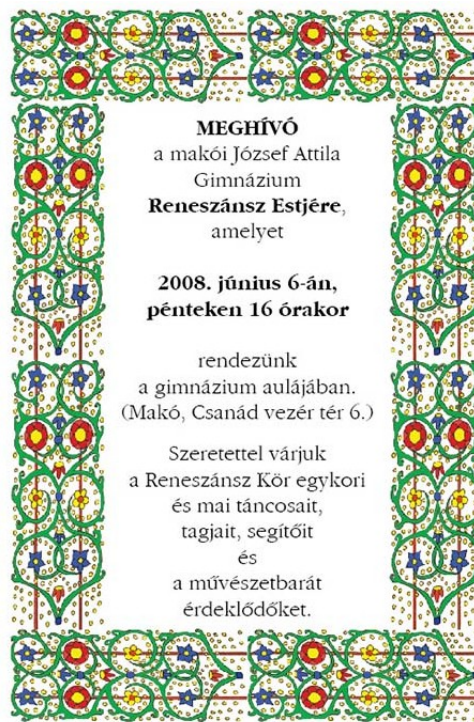 MEGHÍVÓ
a makói József Attila
Gimnázium
Reneszánsz Estjére,
amelyet
2008. június 6-án,
pénteken 16 órakor
rendezünk
a gimnázium aulájában.
(Makó, Csanád vezér tér 6.)
Szeretettel várjuk
a Reneszánsz Kör egykori
és mai táncosait,
tagjait, segítőit
és
a művészetbarát
érdeklődőket.